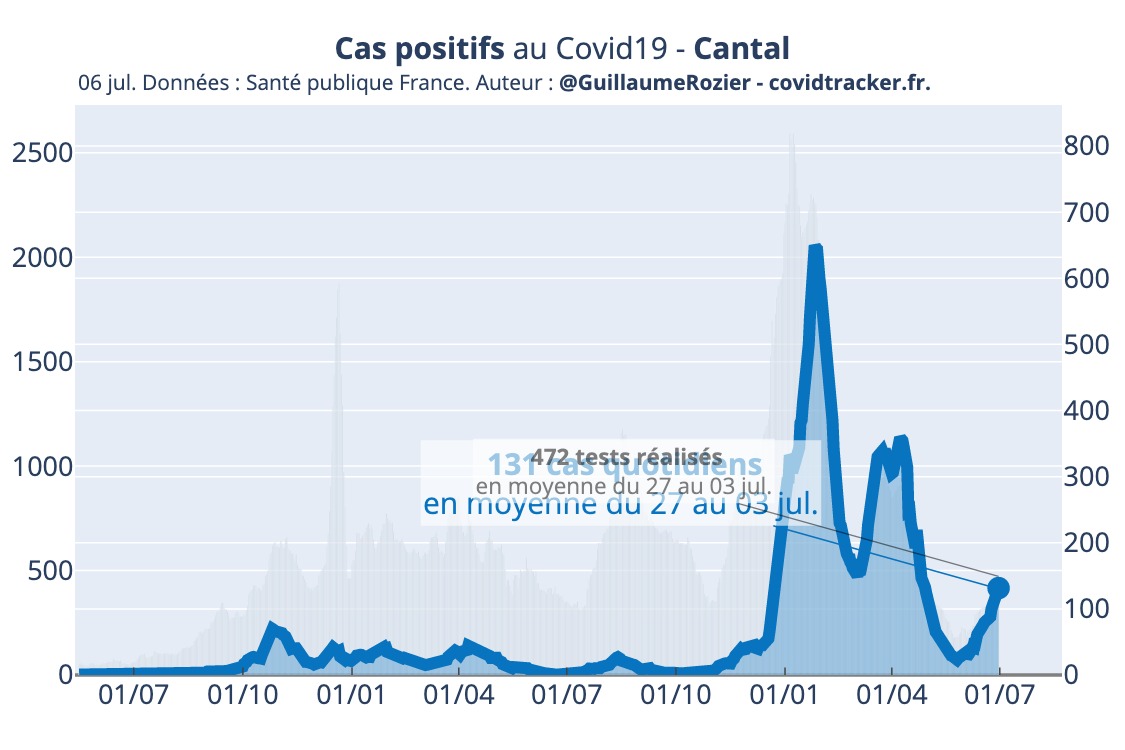 Cas positifs au Covid19 - Cantal
06 jul. Données : Santé publique France. Auteur : @GuillaumeRozier - covidtracker.fr.
2500
2000
1500
1000
500
0
800
700
600
500
400
300
200
100
0
472 tests réalisés
en moyenne du 27 au 03 jul.
131 cas quotidiens
en moyenne du 27 au 03 jul.
01/07 01/10 01/01 01/04 01/07 01/10 01/01 01/04 01/07